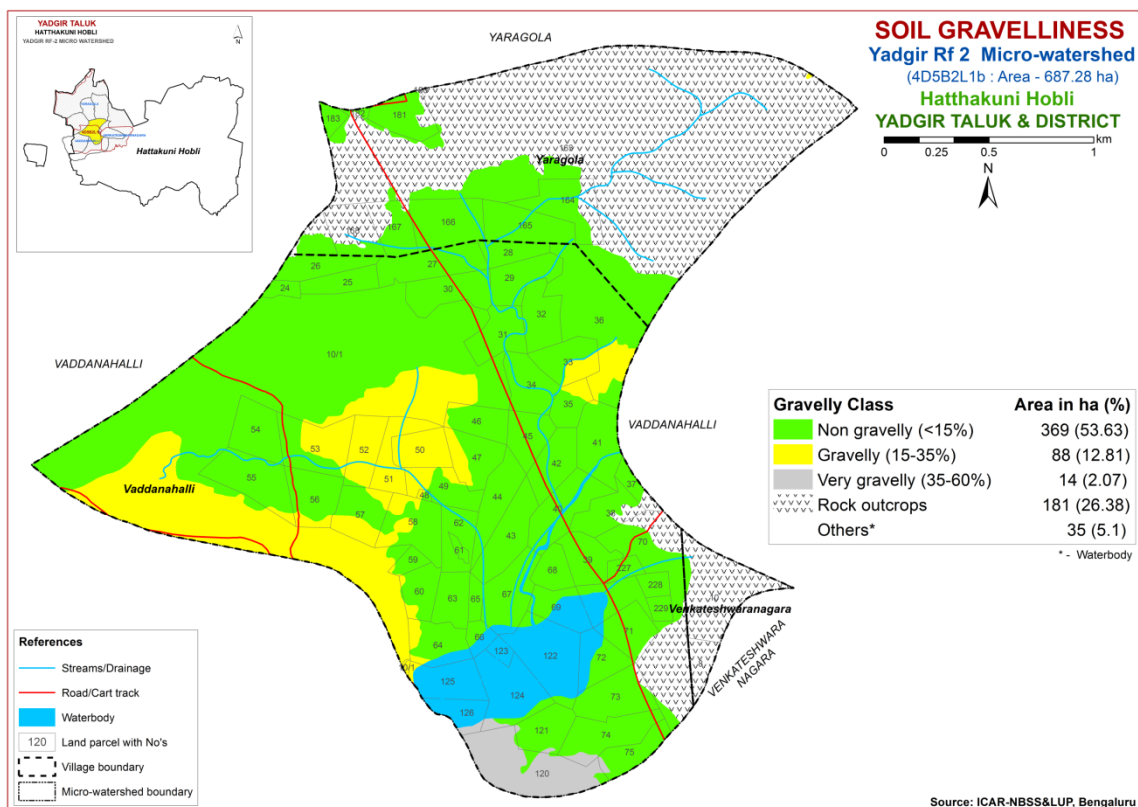 YADGIR TALUK
HATTHAKUNI HOBLI
YADGIR RF-2 MICRO WATERSHED
N
Hattakuni Hobli
SOIL GRAVELLINESS
Yadgir Rf 2 Micro-watershed
(4D5B2L1b : Area - 687.28 ha)
Hatthakuni Hobli
YADGIR TALUK & DISTRICT
km
0 0.25 0.5 1
N
YARAGOLA
183
181
Yaragola
164
166
165
167
168
28
26
27
25
29
24
30
32
36
31
10/1
33
VADDANAHALLI
34
35
VADDANAHALLI
46
54
45
41
53
52
50
47
42
55
51
Vaddanahalli
49
37
56
48
44
40
57
58
62
38
43
70
61
59
39
68
227
60
228
63
65
67
10
69
229
Venkateshwaranagara
71
66
64
123
122
72
10/1
125
VENKATESHWARA
NAGARA
124
73
126
121
74
75
120
Gravelly Class Area in ha (%)
Non gravelly (<15%) 369 (53.63)
Gravelly (15-35%) 88 (12.81)
Very gravelly (35-60%) 14 (2.07)
Rock outcrops 181 (26.38)
Others* 35 (5.1)
* - Waterbody
References
Streams/Drainage
Road/Cart track
Waterbody
120 Land parcel with No's
Village boundary
Micro-watershed boundary
Source: ICAR-NBSS&LUP, Bengaluru